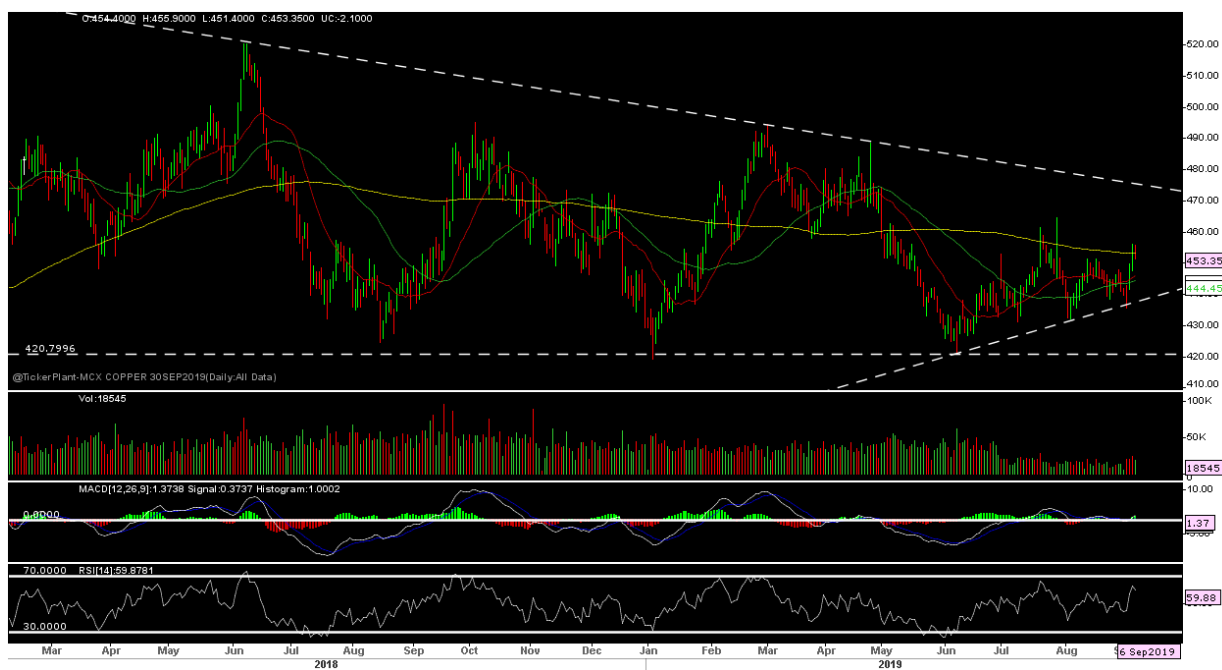 O:454.4000 H:455.9000 L:451.4000 C:453.3500 UC:-2.1000
520.00
510.00
500.00
490.00
480.00
470.00
460.00
453.35
444.45
430.00
420.00
410.00
420.7996
@TickerPlant-MCX COPPER 30SEP2019(Daily:All Data)
Vol:18545
100K
50K
18545
0
MACD[12,26,9]:1.3738 Signal:0.3737 Histogram:1.0002
10.00
0.0000
1.37
70.0000 RSI[14]:59.8781
59.88
30.0000
Mar Apr May Jun Jul Aug Sep Oct Nov Dec Jan Feb Mar Apr May Jun Jul Aug 6 Sep2019
2018 2019